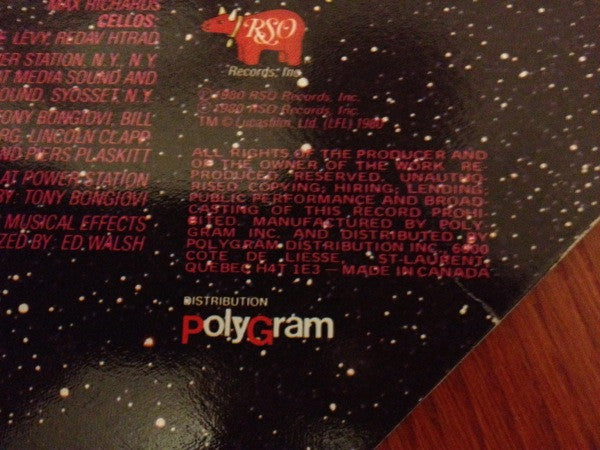 MAX RICHARDS
CELLOS:
LEVY, REDAV HTRAD
ER STATION, N.Y., N.Y.
T MEDIA SOUND AND
OUND, SYOSSET, N.Y.
ONY BONGIOVI, BILL
RG, LINCOLN CLAPP
ND PIERS PLASKITT
AT POWER STATION
BY: TONY BONGIOVI
MUSICAL EFFECTS
ZED BY: ED WALSH
RSO
Records, Inc.
℗ 1980 RSO Records, Inc.
© 1980 RSO Records, Inc.
TM © Lucasfilm, Ltd. (LFL) 1980
ALL RIGHTS OF THE PRODUCER AND
OF THE OWNER OF THE WORK RE-
PRODUCED RESERVED. UNAUTHO-
RISED COPYING, HIRING, LENDING,
PUBLIC PERFORMANCE AND BROAD-
CASTING OF THIS RECORD PROHI-
BITED. MANUFACTURED BY POLY-
GRAM INC. AND DISTRIBUTED BY
POLYGRAM DISTRIBUTION INC. 6000
COTE DE LIESSE, ST-LAURENT,
QUEBEC H4T 1E3 — MADE IN CANADA
DISTRIBUTION
PolyGram